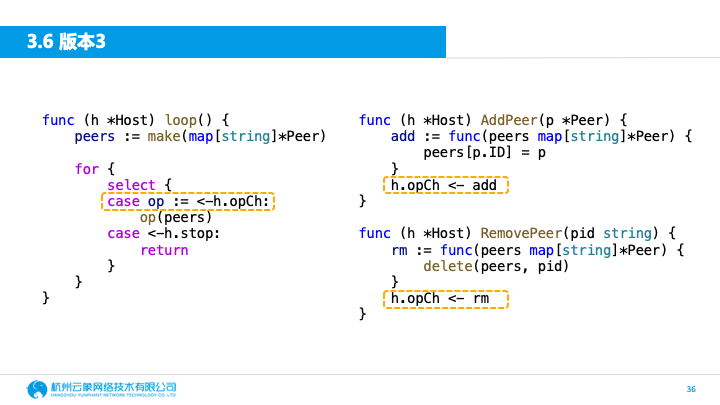 3.6 版本3
func (h *Host) loop() {
    peers := make(map[string]*Peer)

    for {
        select {
        case op := <-h.opCh:
            op(peers)
        case <-h.stop:
            return
        }
    }
}
func (h *Host) AddPeer(p *Peer) {
    add := func(peers map[string]*Peer) {
        peers[p.ID] = p
    }
    h.opCh <- add
}

func (h *Host) RemovePeer(pid string) {
    rm := func(peers map[string]*Peer) {
        delete(peers, pid)
    }
    h.opCh <- rm
}
杭州云象网络技术有限公司
HANGZHOU YUNPHANT NETWORK TECHNOLOGY CO. LTD
36